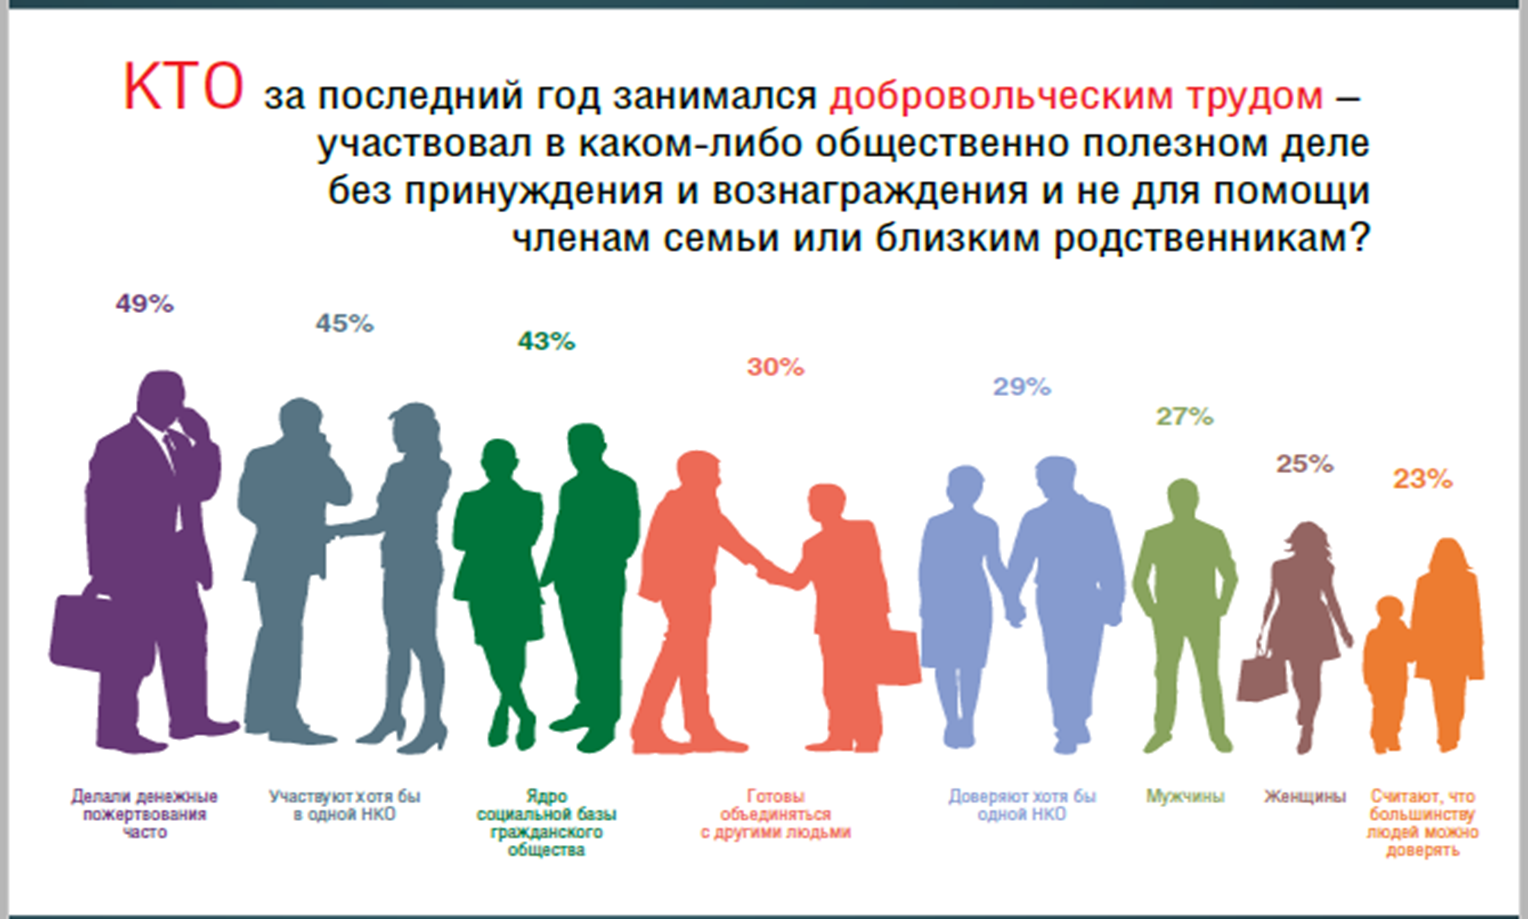 КТО за последний год занимался добровольческим трудом –
участвовал в каком-либо общественно полезном деле
без принуждения и вознаграждения и не для помощи
членам семьи или близким родственникам?
49%
45%
43%
30%
29%
27%
25%
23%
Делали денежные
пожертвования
часто
Участвуют хотя бы
в одной НКО
Ядро
социальной базы
гражданского
общества
Готовы
объединяться
с другими людьми
Доверяют хотя бы
одной НКО
Мужчины
Женщины
Считают, что
большинству
людей можно
доверять